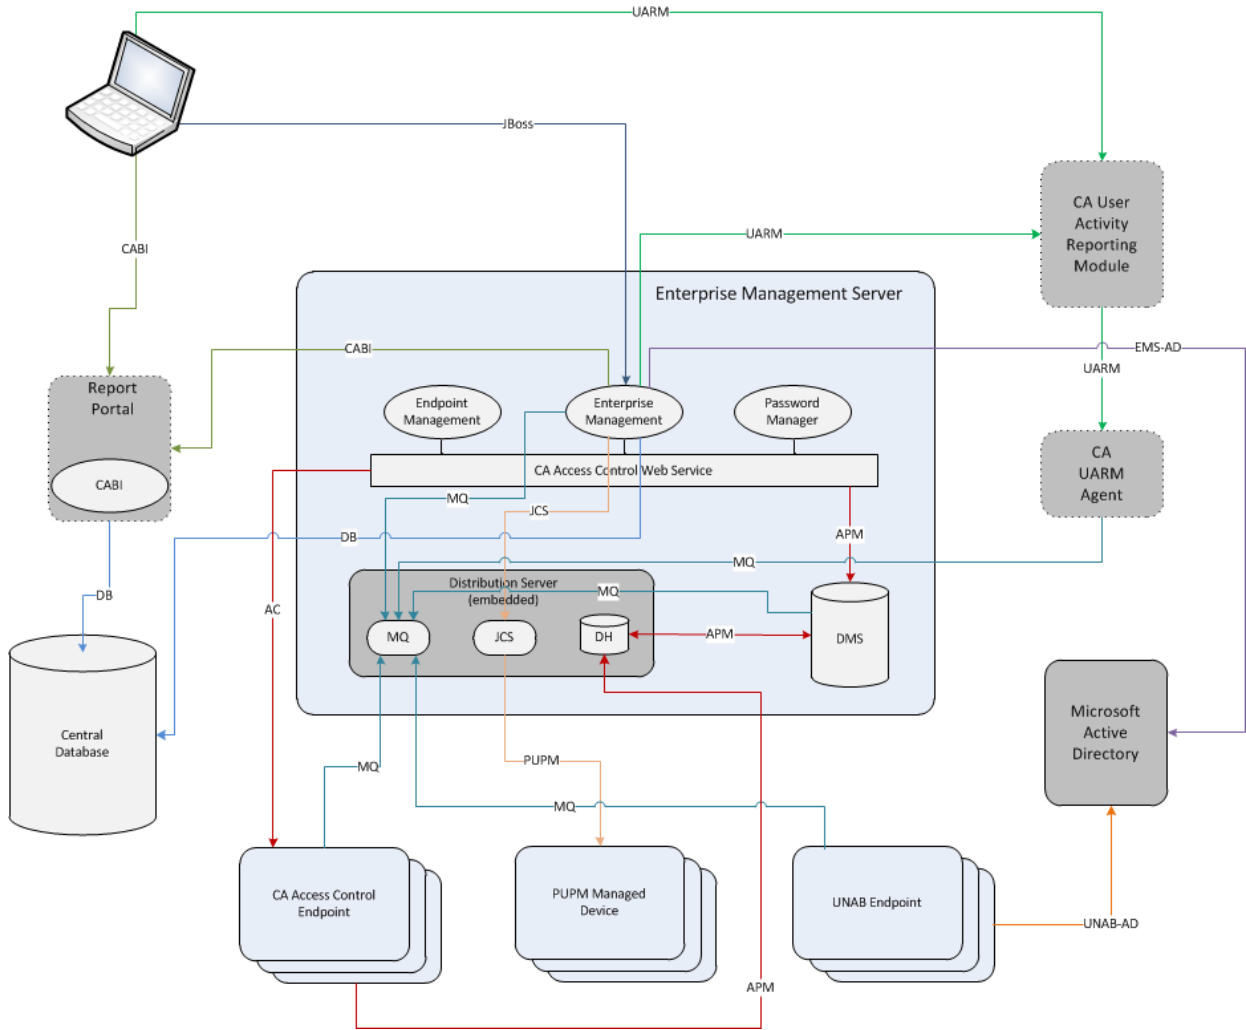 UARM
JBoss
CA User
Activity
Reporting
Module
UARM
CABI
Enterprise Management Server
CABI
EMS-AD
UARM
Report
Portal
Endpoint
Management
Enterprise
Management
Password
Manager
CA
UARM
Agent
CA Access Control Web Service
CABI
MQ
JCS
DB
APM
MQ
Distribution Server
(embedded)
MQ
DB
AC
MQ
JCS
DH
APM
DMS
Central
Database
Microsoft
Active
Directory
MQ
PUPM
MQ
CA Access Control
Endpoint
PUPM Managed
Device
UNAB Endpoint
UNAB-AD
APM